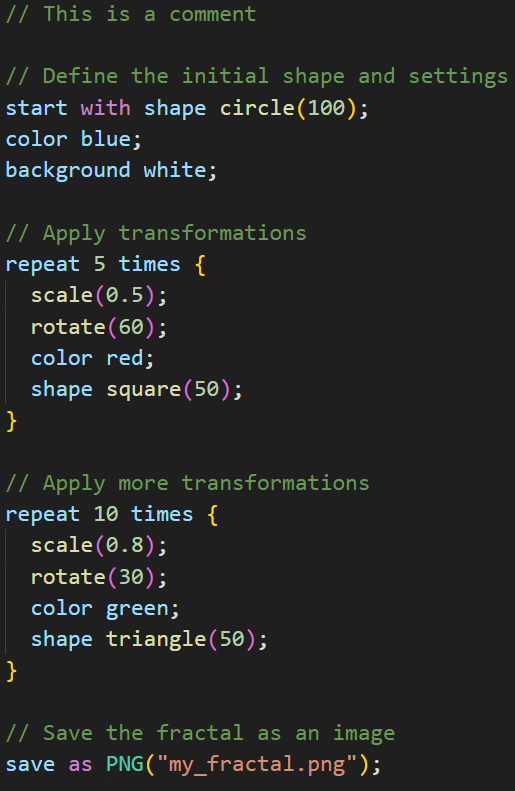 // This is a comment

// Define the initial shape and settings
start with shape circle(100);
color blue;
background white;

// Apply transformations
repeat 5 times {
  scale(0.5);
  rotate(60);
  color red;
  shape square(50);
}

// Apply more transformations
repeat 10 times {
  scale(0.8);
  rotate(30);
  color green;
  shape triangle(50);
}

// Save the fractal as an image
save as PNG("my_fractal.png");